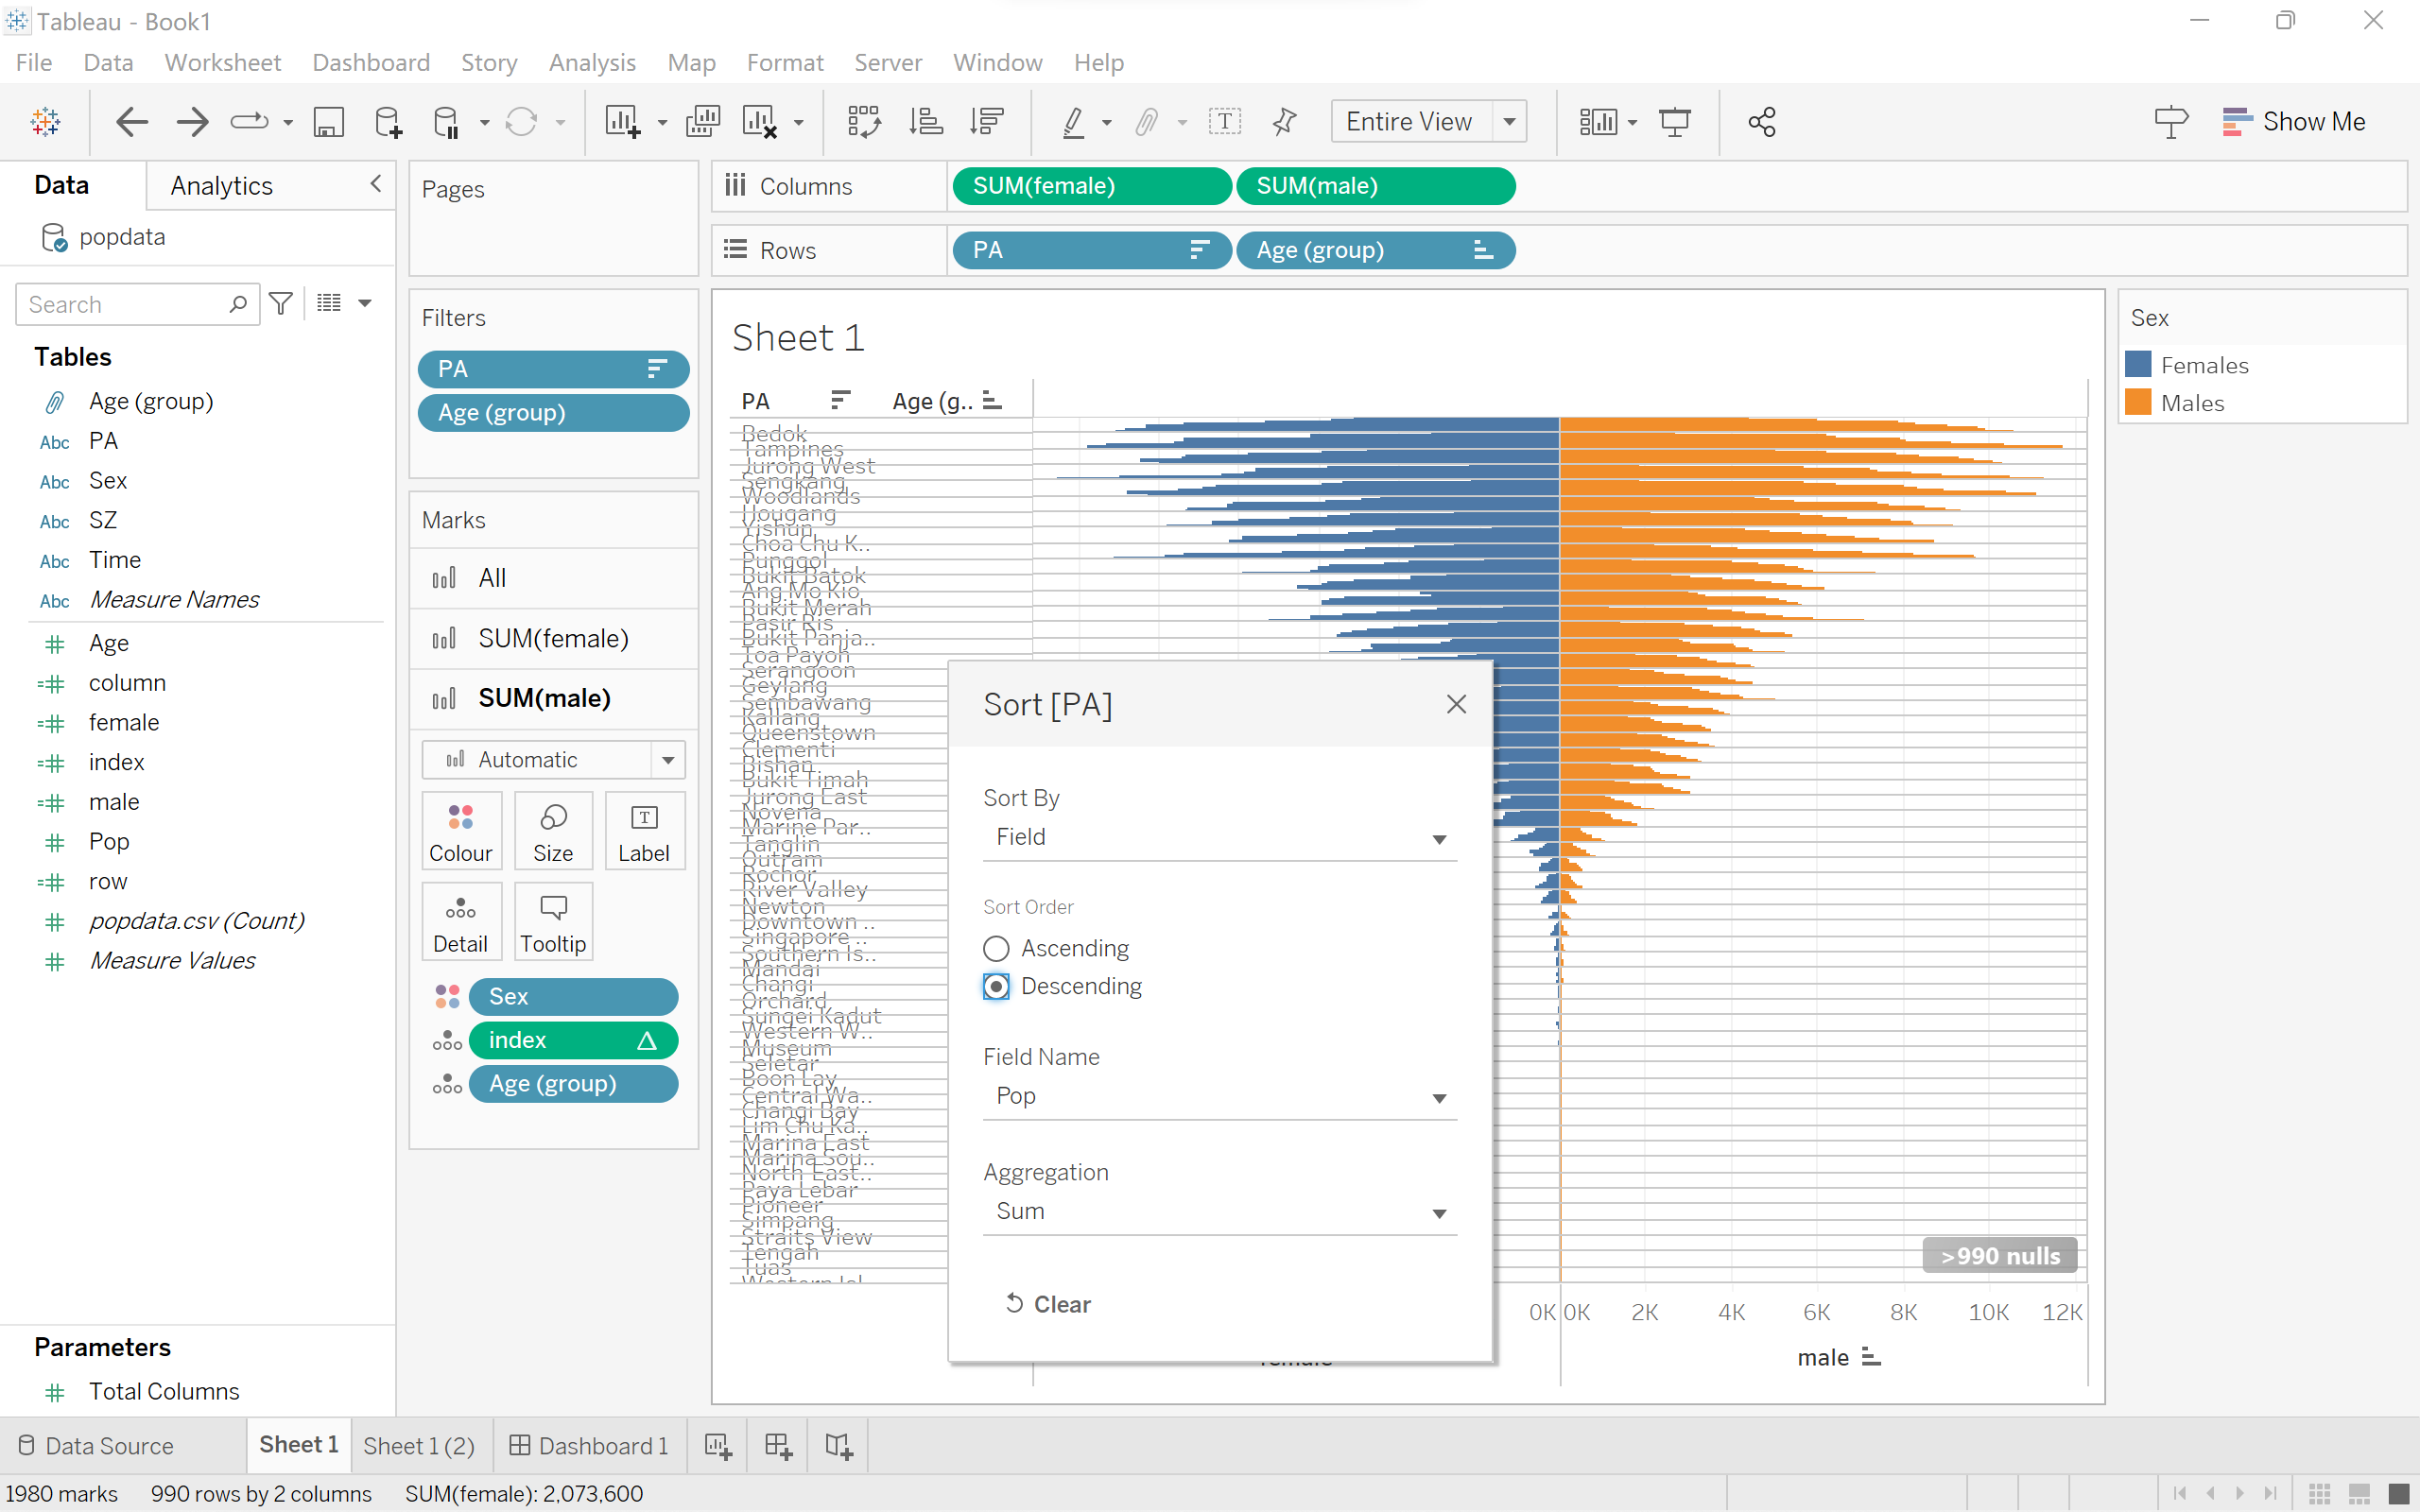 Tableau - Book1
File Data Worksheet Dashboard Story Analysis Map Format Server Window Help
Entire View
Show Me
Data Analytics
popdata
Search
Tables
Age (group)
PA
Sex
SZ
Time
Measure Names
Age
column
female
index
male
Pop
row
popdata.csv (Count)
Measure Values
Parameters
Total Columns
Pages
Filters
PA
Age (group)
Marks
All
SUM(female)
SUM(male)
Automatic
Colour Size Label
Detail Tooltip
Sex
index
Age (group)
Columns SUM(female) SUM(male)
Rows PA Age (group)
Sheet 1
PA Age (g..
Bedok
Tampines
Jurong West
Sengkang
Woodlands
Hougang
Yishun
Choa Chu K..
Punggol
Bukit Batok
Ang Mo Kio
Bukit Merah
Pasir Ris
Bukit Panja..
Toa Payoh
Serangoon
Geylang
Sembawang
Kallang
Queenstown
Clementi
Bishan
Bukit Timah
Jurong East
Novena
Marine Par..
Tanglin
Outram
Rochor
River Valley
Newton
Downtown ..
Singapore ..
Southern Is..
Mandai
Changi
Orchard
Sungei Kadut
Western W..
Museum
Seletar
Boon Lay
Central Wa..
Changi Bay
Lim Chu Ka..
Marina East
Marina Sou..
North-East..
Paya Lebar
Pioneer
Simpang
Straits View
Tengah
Tuas
>990 nulls
0K 0K 2K 4K 6K 8K 10K 12K
female
male
Sort [PA]
Sort By
Field
Sort Order
Ascending
Descending
Field Name
Pop
Aggregation
Sum
Clear
Sex
Females
Males
Data Source Sheet 1 Sheet 1 (2) Dashboard 1
1980 marks 990 rows by 2 columns SUM(female): 2,073,600